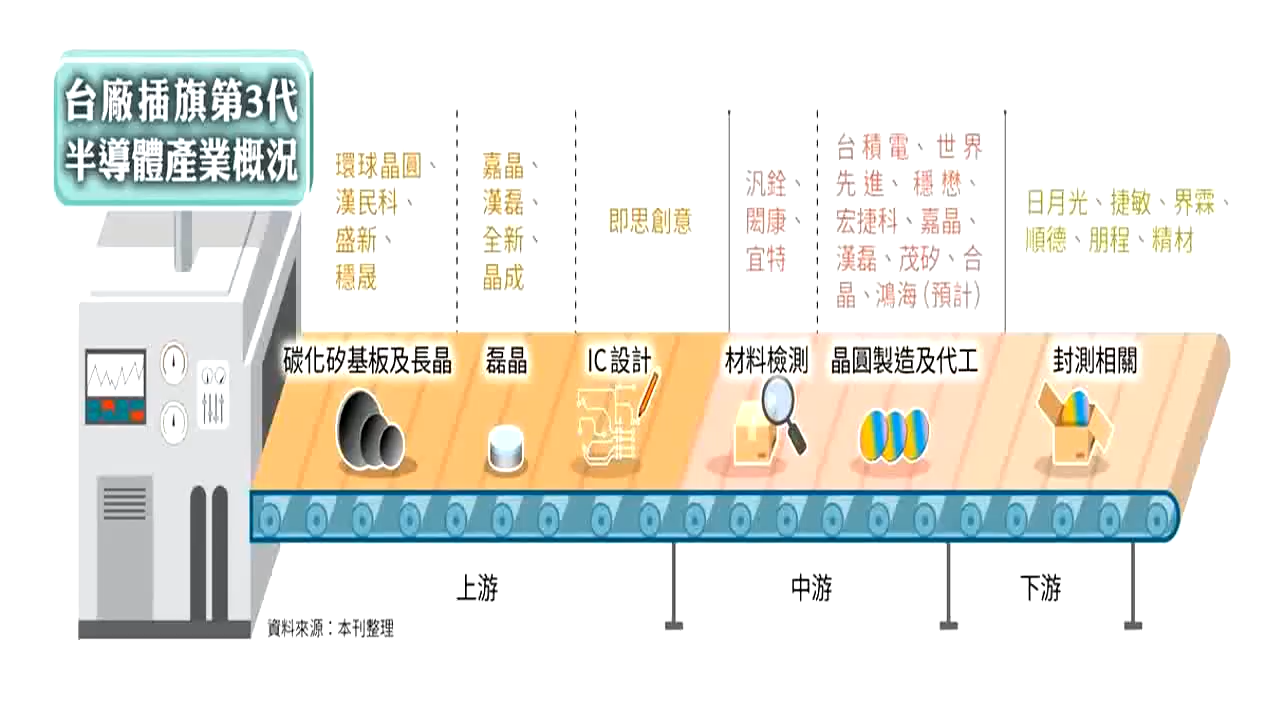 台廠插旗第3代
半導體產業概況
環球晶圓、
漢民科、
盛新、
穩晟
嘉晶、
漢磊、
全新、
晶成
即思創意
汎銓、
閎康、
宜特
台積電、世界
先進、穩懋、
宏捷科、嘉晶、
漢磊、茂矽、合
晶、鴻海(預計)
日月光、捷敏、界霖、
順德、朋程、精材
碳化矽基板及長晶
磊晶
IC設計
材料檢測
晶圓製造及代工
封測相關
上游
中游
下游
資料來源：本刊整理